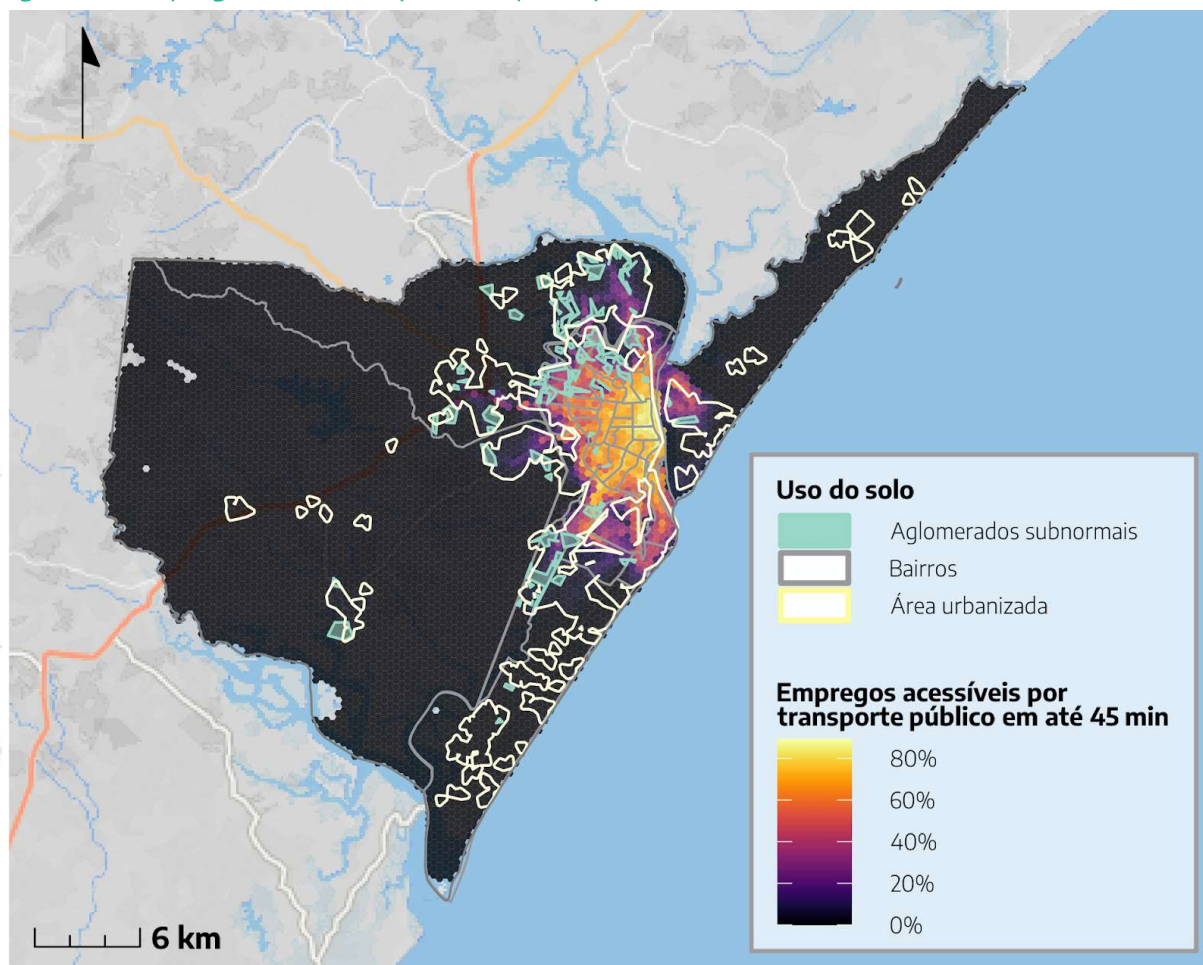 Uso do solo
Aglomerados subnormais
Bairros
Área urbanizada
Empregos acessíveis por
transporte público em até 45 min
80%
60%
40%
20%
0%
6 km